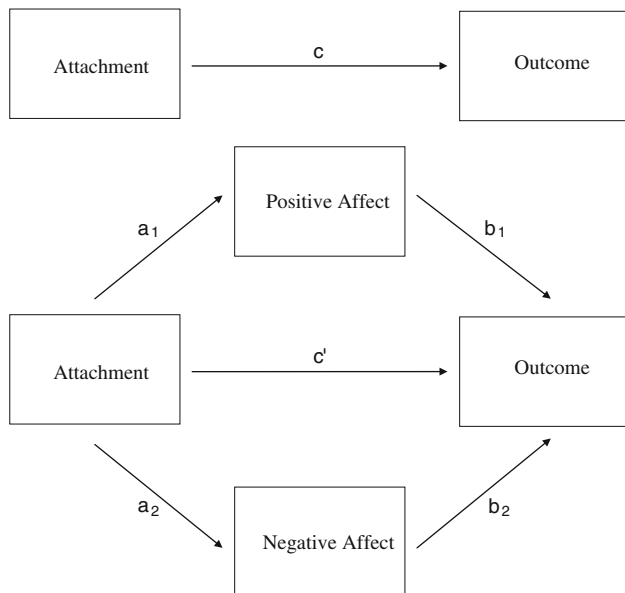 c
Attachment
Outcome
Positive Affect
a1
b1
Attachment
c'
Outcome
a2
b2
Negative Affect